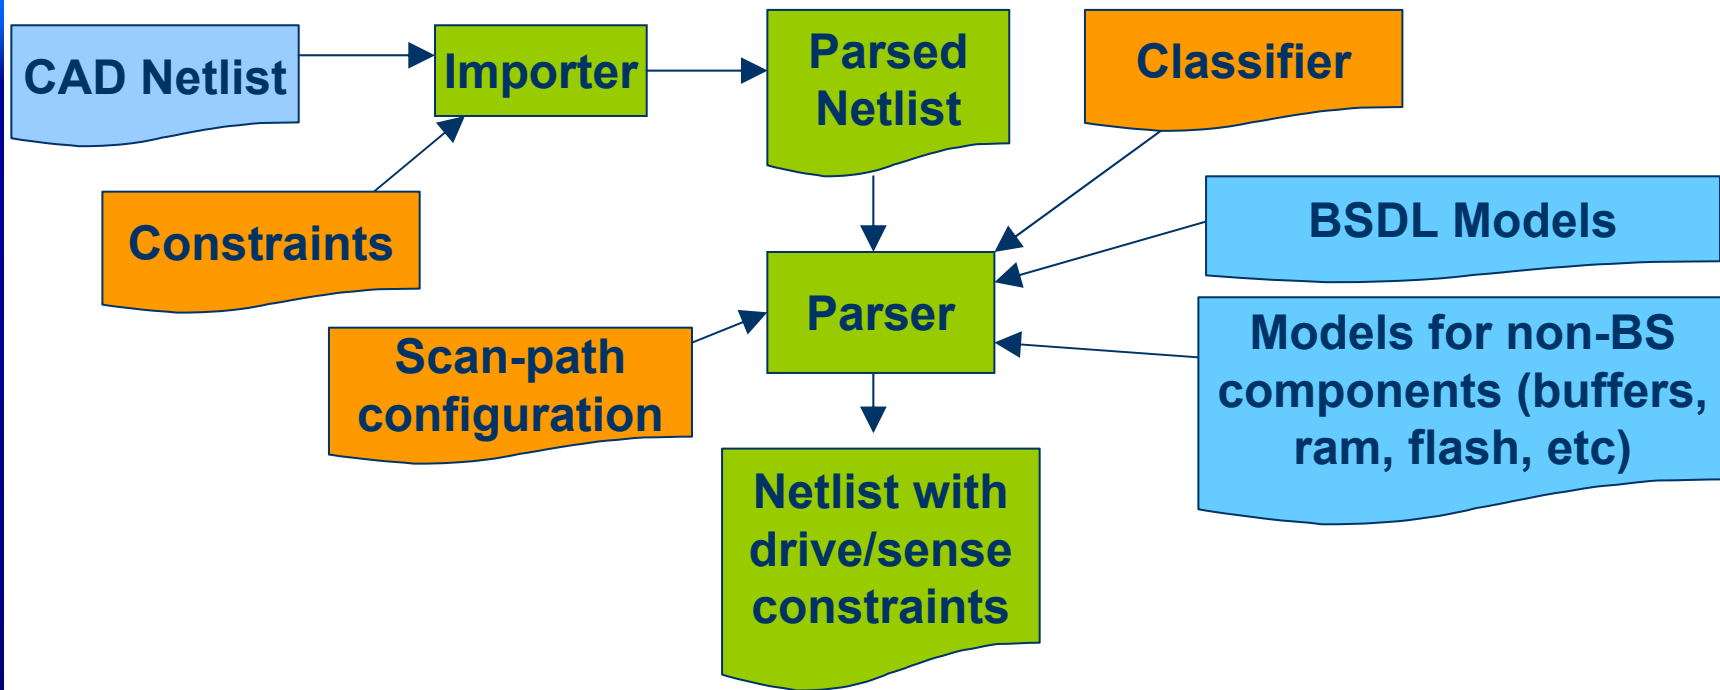 CAD Netlist
Importer
Parsed
Netlist
Classifier
Constraints
BSDL Models
Parser
Scan-path
configuration
Models for non-BS
components (buffers,
ram, flash, etc)
Netlist with
drive/sense
constraints